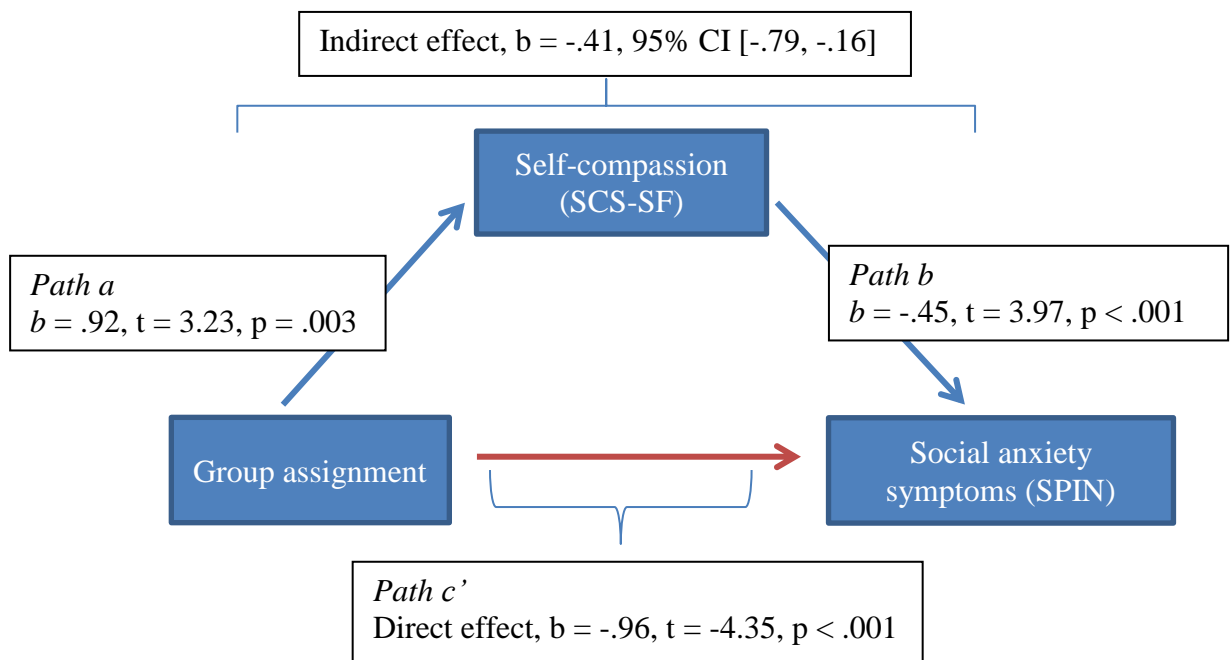 Indirect effect, b = -.41, 95% CI [-.79, -.16]
Self-compassion
(SCS-SF)
Path a
b = .92, t = 3.23, p = .003
Path b
b = -.45, t = 3.97, p < .001
Group assignment
Social anxiety
symptoms (SPIN)
Path c’
Direct effect, b = -.96, t = -4.35, p < .001